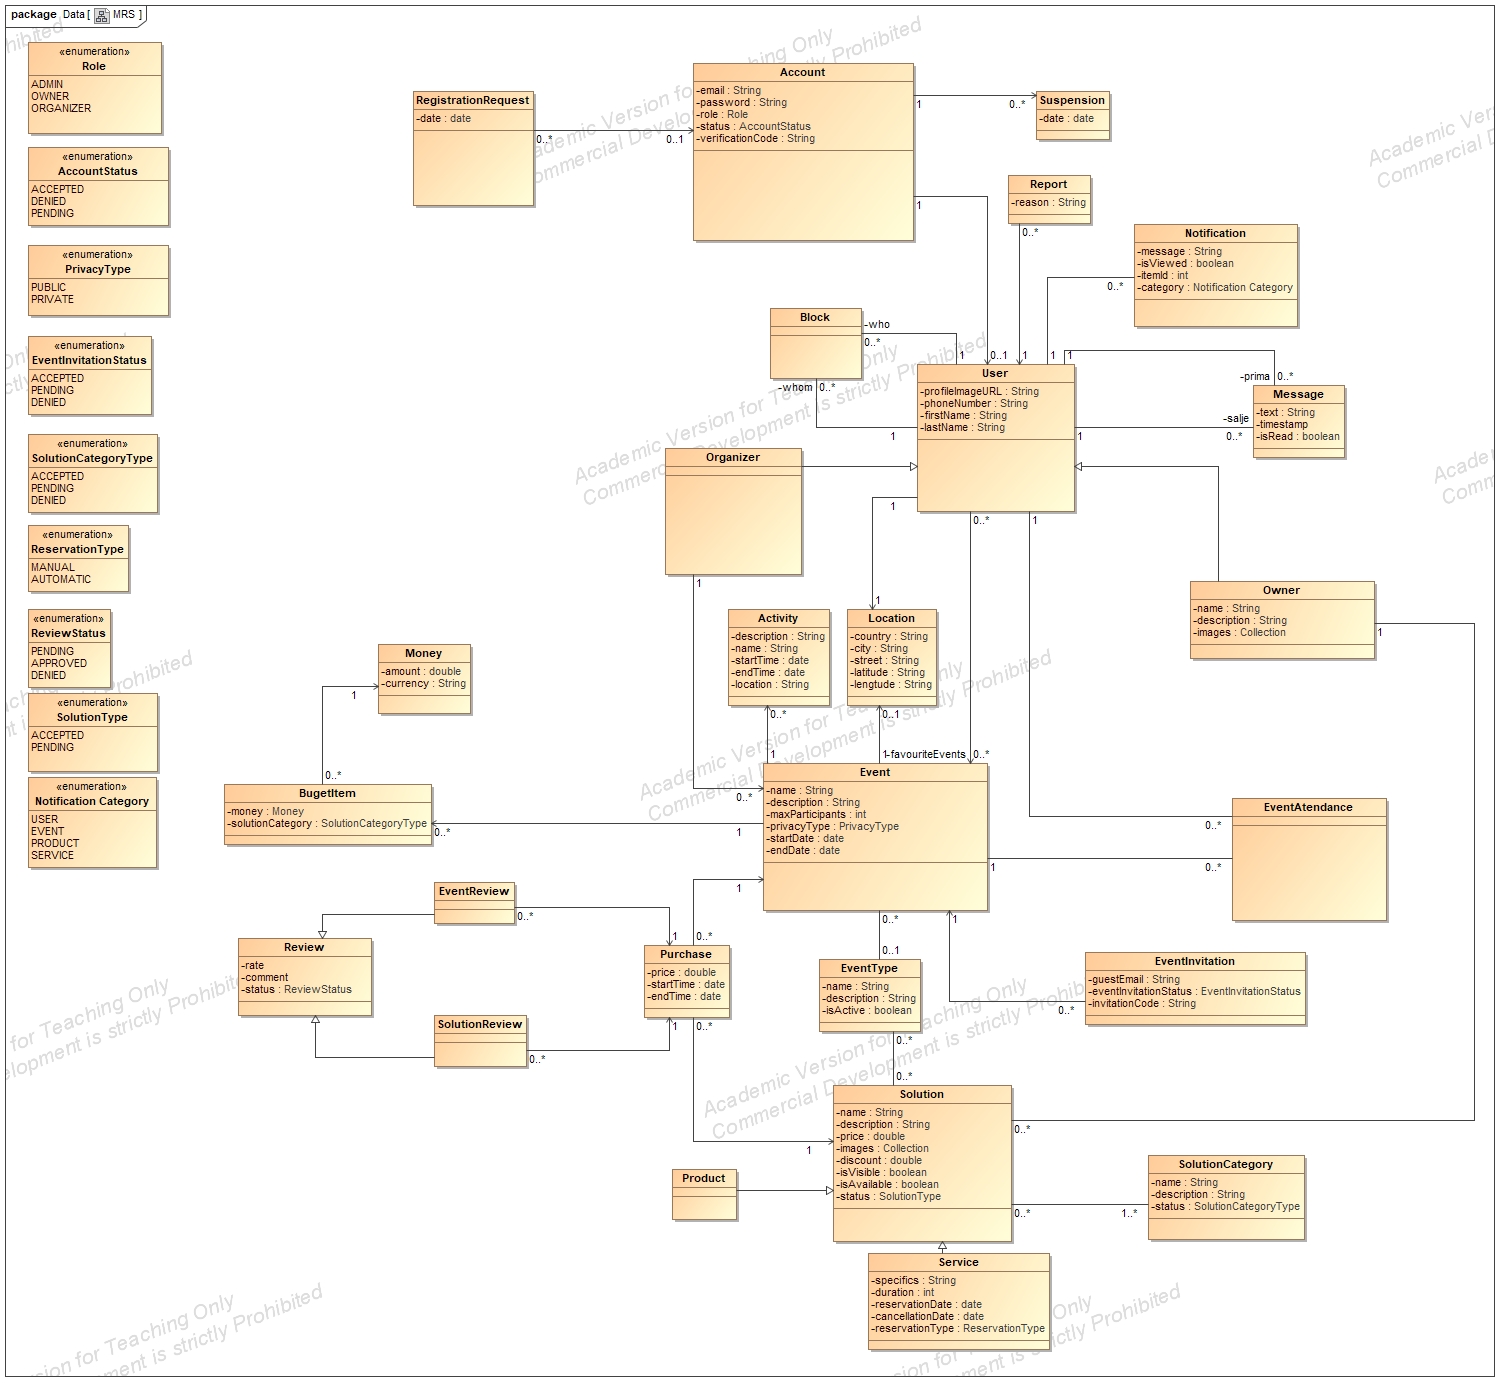 package Data [ MRS ]
«enumeration»
Role
ADMIN
OWNER
ORGANIZER
«enumeration»
AccountStatus
ACCEPTED
DENIED
PENDING
«enumeration»
PrivacyType
PUBLIC
PRIVATE
«enumeration»
EventInvitationStatus
ACCEPTED
PENDING
DENIED
«enumeration»
SolutionCategoryType
ACCEPTED
PENDING
DENIED
«enumeration»
ReservationType
MANUAL
AUTOMATIC
«enumeration»
ReviewStatus
PENDING
APPROVED
DENIED
«enumeration»
SolutionType
ACCEPTED
PENDING
«enumeration»
Notification Category
USER
EVENT
PRODUCT
SERVICE
RegistrationRequest
-date : date
0..*
0..1
Account
-email : String
-password : String
-role : Role
-status : AccountStatus
-verificationCode : String
1
0..*
Suspension
-date : date
1
Report
-reason : String
0..*
Notification
-message : String
-isViewed : boolean
-itemId : int
-category : Notification Category
0..*
Block
-who
0..*
-whom
0..*
1
0..1
1
1
1
1
User
-profileImageURL : String
-phoneNumber : String
-firstName : String
-lastName : String
-prima
0..*
Message
-text : String
-timestamp
-isRead : boolean
-salje
0..*
1
Organizer
1
1
0..*
1
1
Owner
-name : String
-description : String
-images : Collection
1
Activity
-description : String
-name : String
-startTime : date
-endTime : date
-location : String
0..*
1
Location
-country : String
-city : String
-street : String
-latitude : String
-lengtude : String
0..1
1
-favouriteEvents
0..*
Money
-amount : double
-currency : String
1
0..*
BugetItem
-money : Money
-solutionCategory : SolutionCategoryType
0..*
1
0..*
Event
-name : String
-description : String
-maxParticipants : int
-privacyType : PrivacyType
-startDate : date
-endDate : date
1
1
EventAtendance
0..*
0..*
EventReview
0..*
Review
-rate
-comment
-status : ReviewStatus
SolutionReview
0..*
1
0..*
Purchase
-price : double
-startTime : date
-endTime : date
1
0..*
0..*
0..1
EventType
-name : String
-description : String
-isActive : boolean
0..*
0..*
1
EventInvitation
-guestEmail : String
-eventInvitationStatus : EventInvitationStatus
-invitationCode : String
0..*
Solution
-name : String
-description : String
-price : double
-images : Collection
-discount : double
-isVisible : boolean
-isAvailable : boolean
-status : SolutionType
1
0..*
0..*
1..*
SolutionCategory
-name : String
-description : String
-status : SolutionCategoryType
Product
Service
-specifics : String
-duration : int
-reservationDate : date
-cancellationDate : date
-reservationType : ReservationType
Academic Version for Teaching Only
Commercial Development is strictly Prohibited